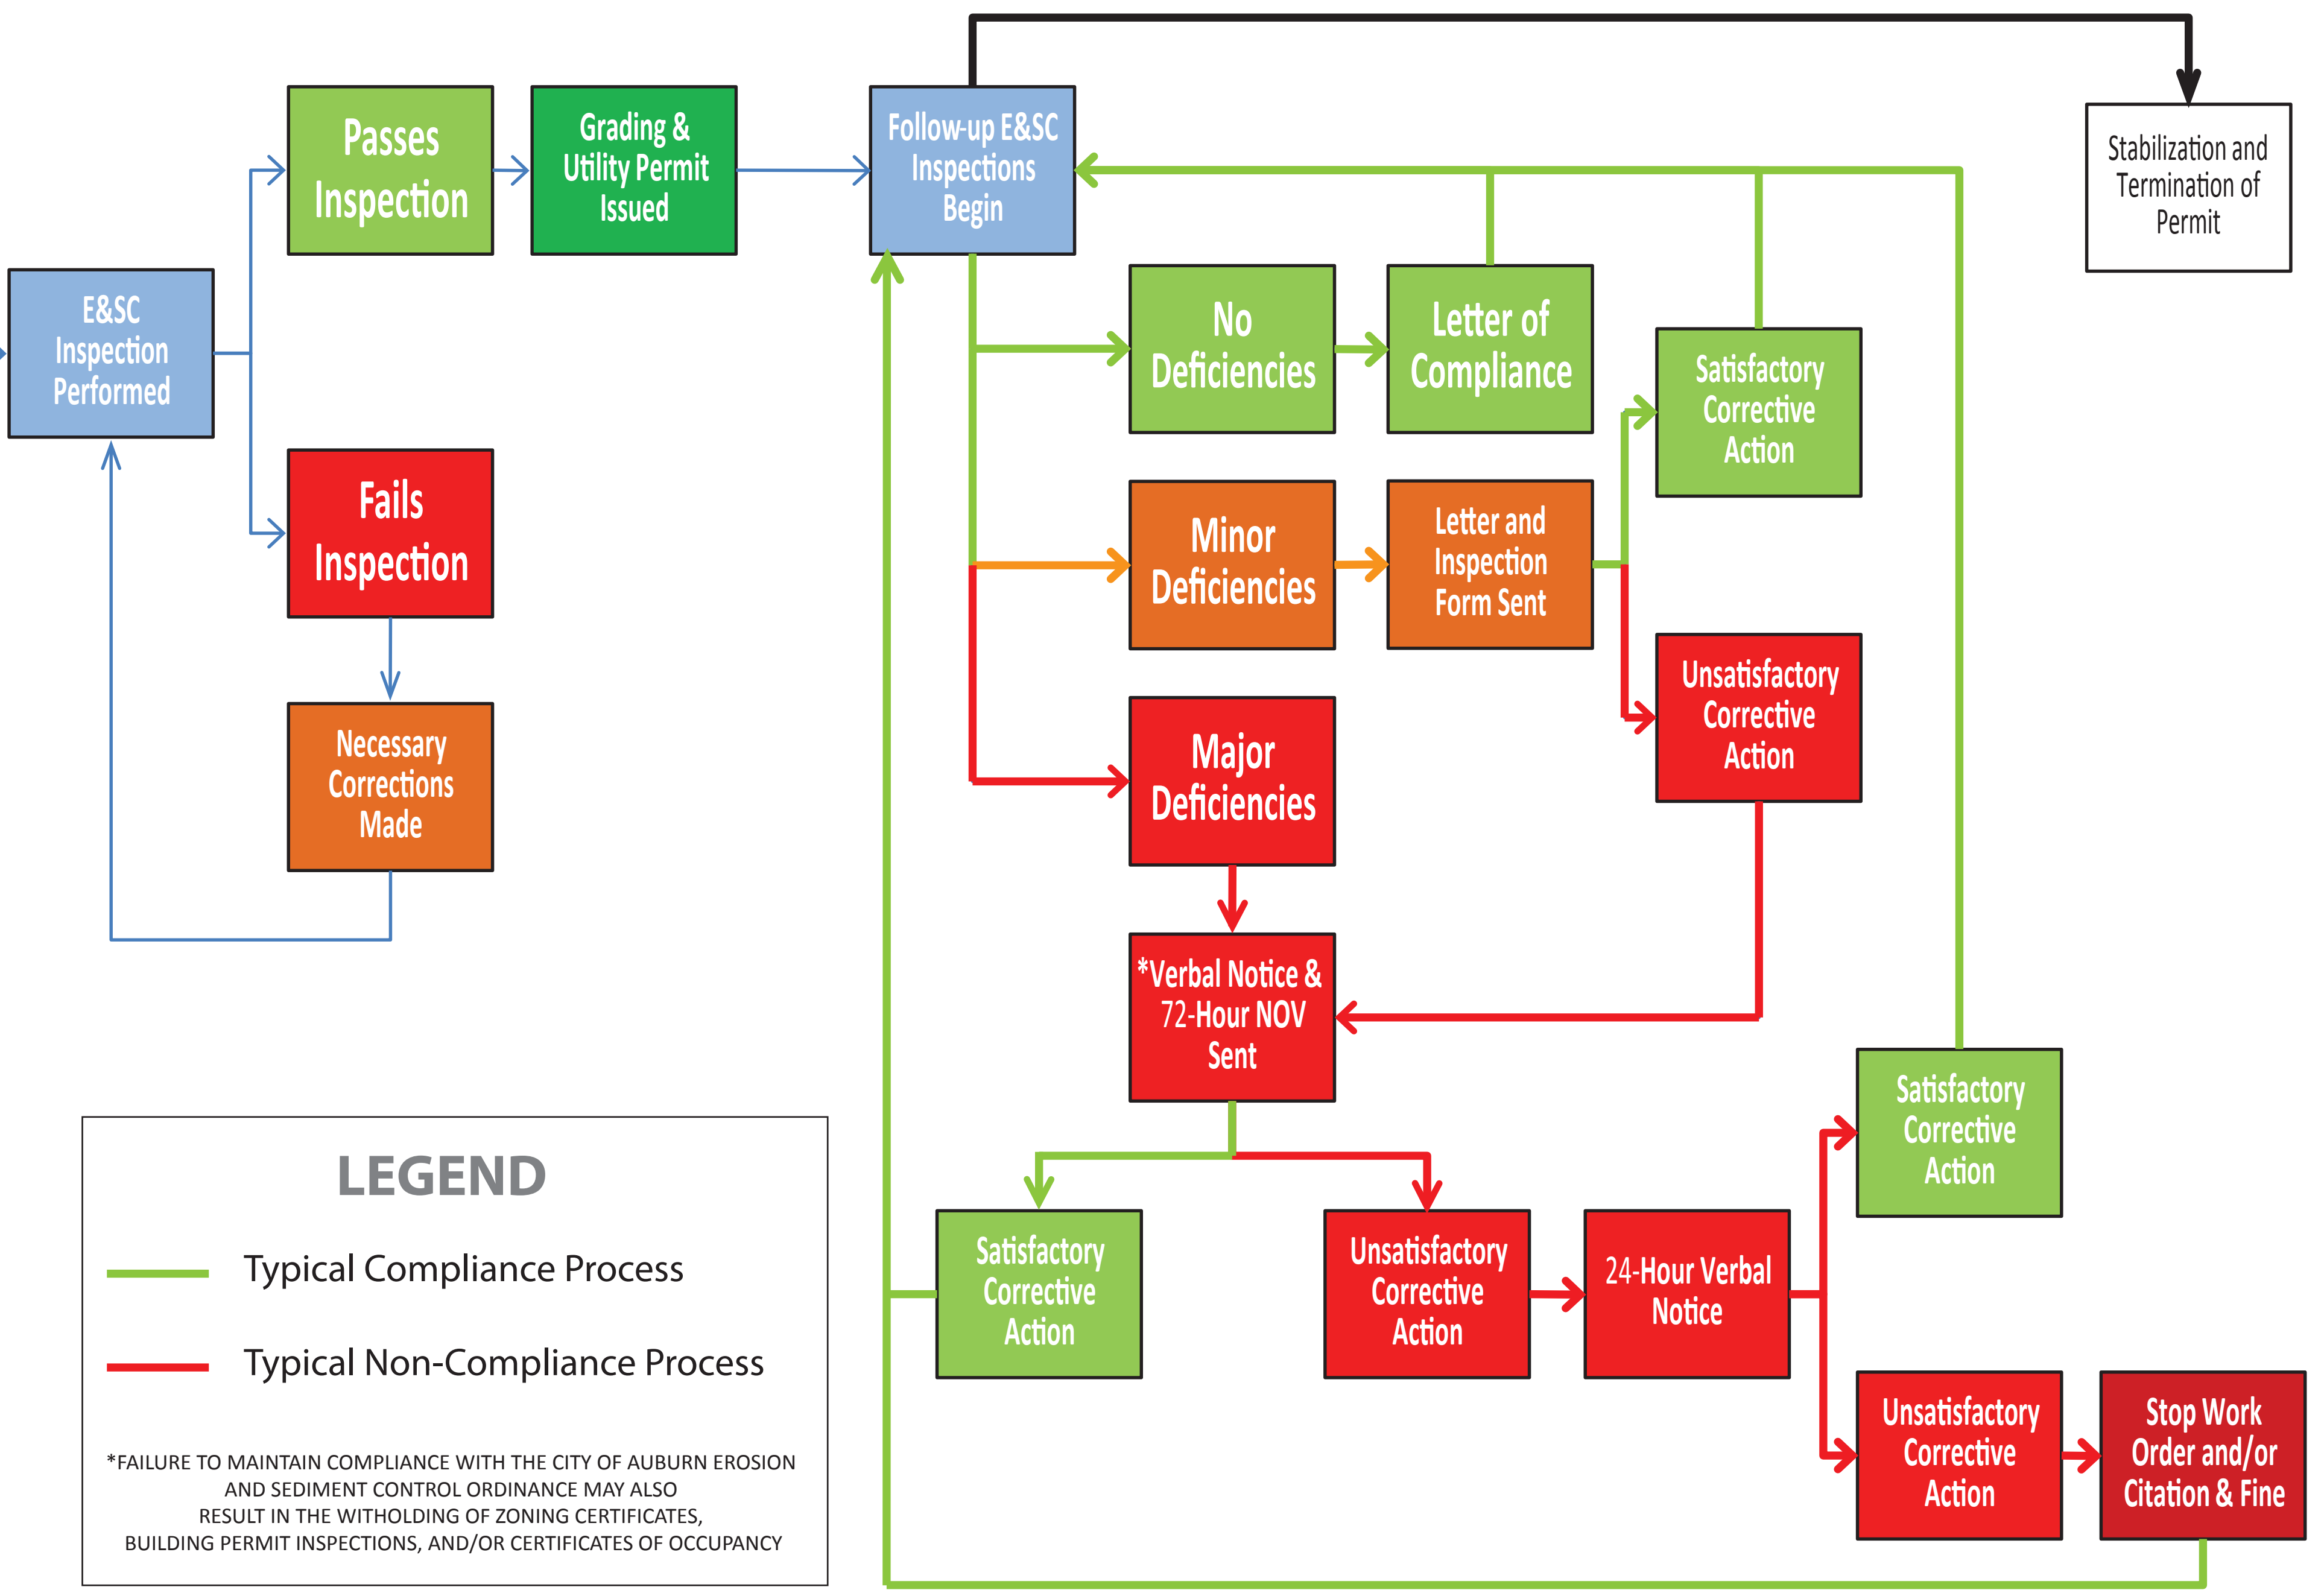 Passes
Inspection
Grading &
Utility Permit
Issued
Follow-up E&SC
Inspections
Begin
Stabilization and
Termination of
Permit
E&SC
Inspection
Performed
No
Deficiencies
Letter of
Compliance
Satisfactory
Corrective
Action
Fails
Inspection
Minor
Deficiencies
Letter and
Inspection
Form Sent
Unsatisfactory
Corrective
Action
Necessary
Corrections
Made
Major
Deficiencies
*Verbal Notice &
72-Hour NOV
Sent
Satisfactory
Corrective
Action
Satisfactory
Corrective
Action
Unsatisfactory
Corrective
Action
24-Hour Verbal
Notice
Unsatisfactory
Corrective
Action
Stop Work
Order and/or
Citation & Fine
LEGEND
Typical Compliance Process
Typical Non-Compliance Process
*FAILURE TO MAINTAIN COMPLIANCE WITH THE CITY OF AUBURN EROSION
AND SEDIMENT CONTROL ORDINANCE MAY ALSO
RESULT IN THE WITHOLDING OF ZONING CERTIFICATES,
BUILDING PERMIT INSPECTIONS, AND/OR CERTIFICATES OF OCCUPANCY